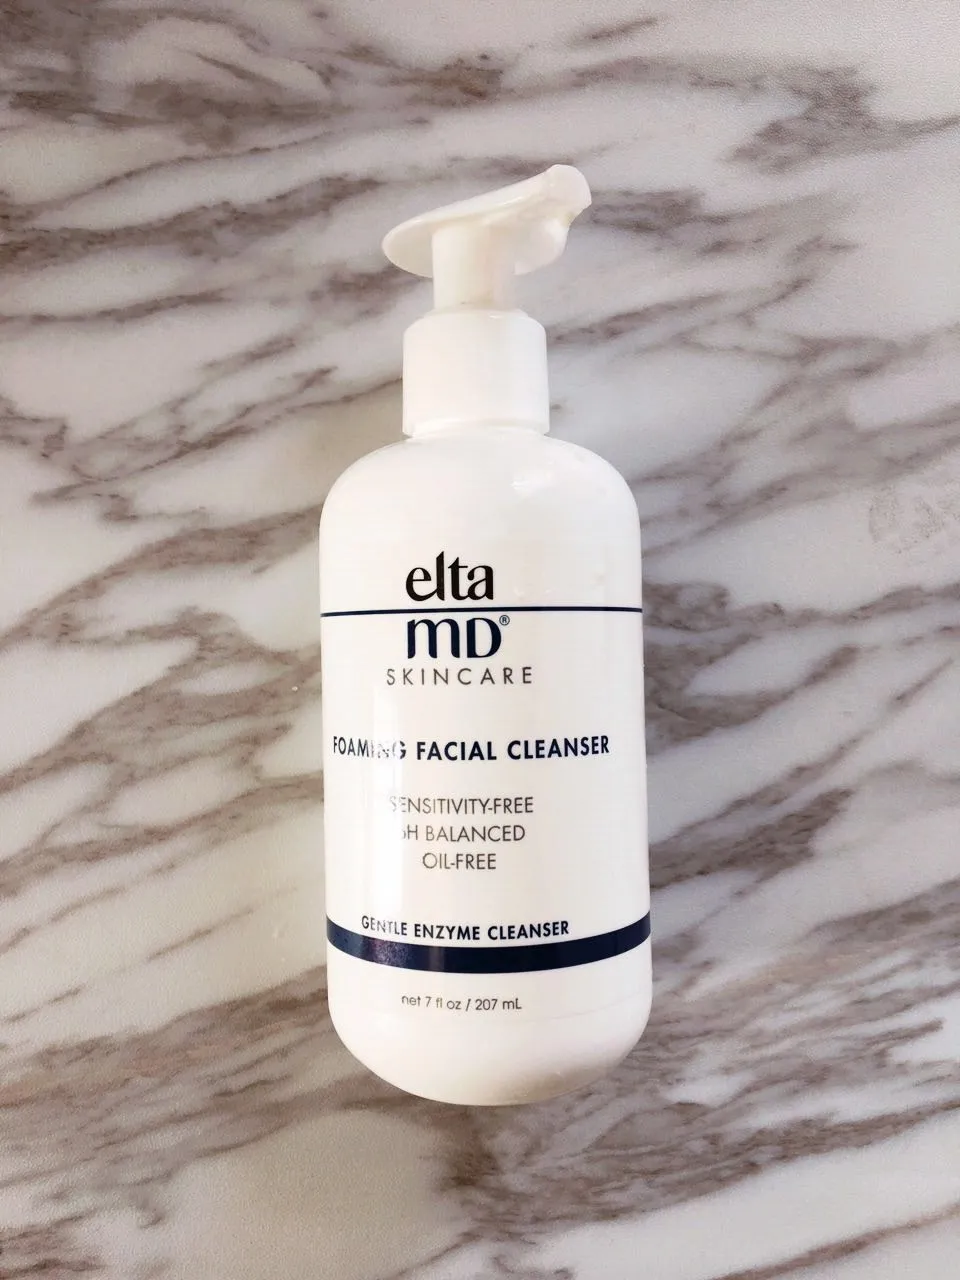 elta
MD®
SKINCARE
FOAMING FACIAL CLEANSER
SENSITIVITY-FREE
pH BALANCED
OIL-FREE
GENTLE ENZYME CLEANSER
net 7 fl oz / 207 mL